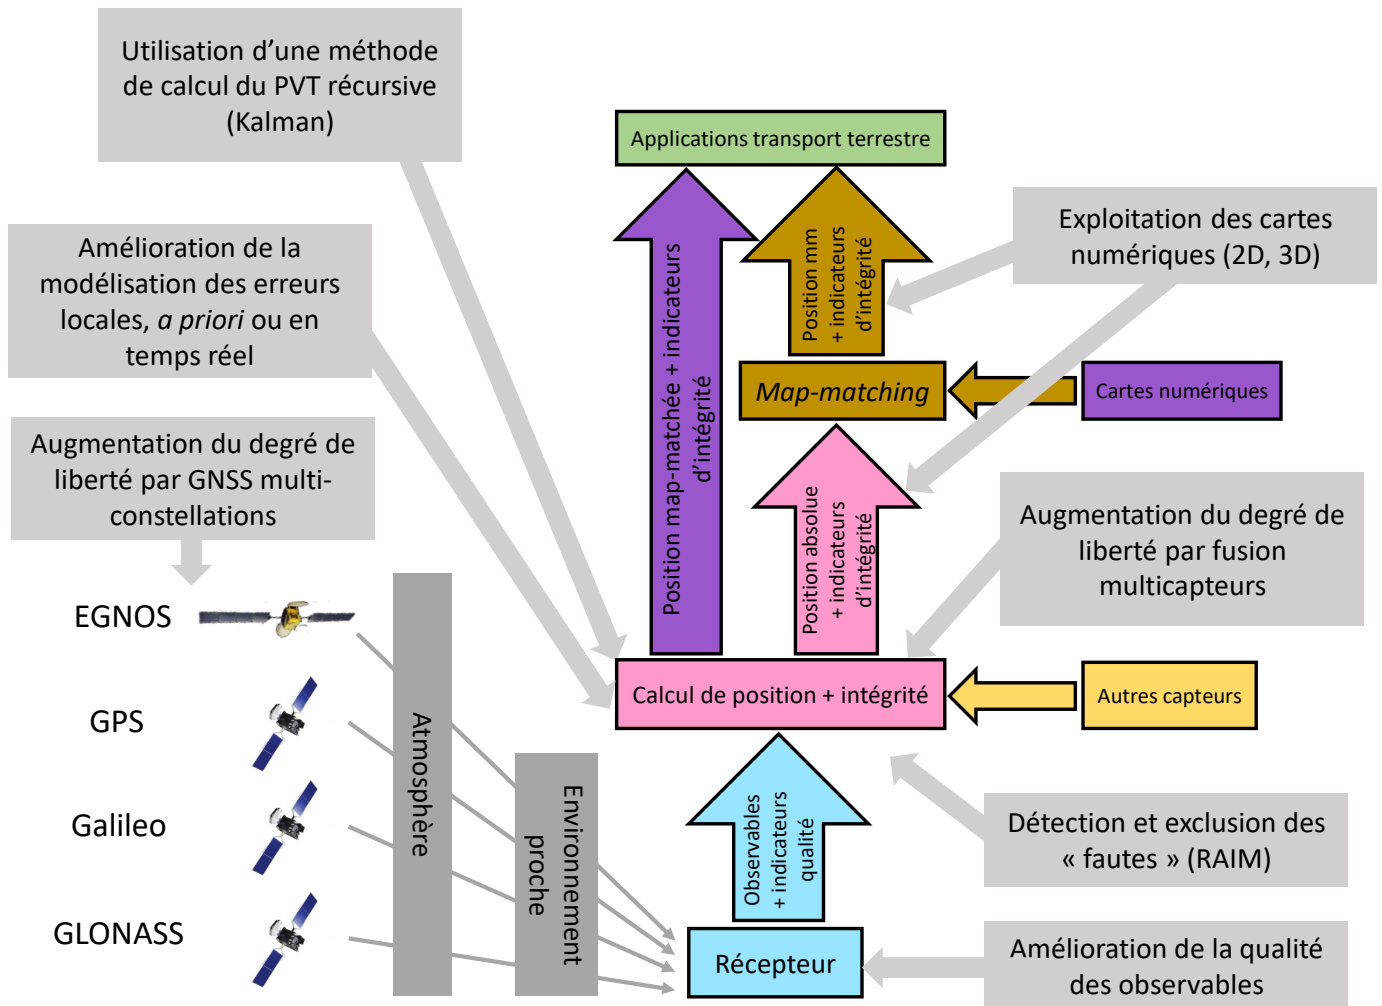 Utilisation d’une méthode
de calcul du PVT récursive
(Kalman)
Applications transport terrestre
Exploitation des cartes
numériques (2D, 3D)
Amélioration de la
modélisation des erreurs
locales, a priori ou en
temps réel
Position map-matchée + indicateurs
d’intégrité
Position mm
+ indicateurs
d’intégrité
Map-matching
Cartes numériques
Augmentation du degré de
liberté par GNSS multi-
constellations
Position absolue
+ indicateurs
d’intégrité
Augmentation du degré de
liberté par fusion
multicapteurs
EGNOS
GPS
Galileo
GLONASS
Atmosphère
Environnement
proche
Calcul de position + intégrité
Autres capteurs
Observables
+ indicateurs
qualité
Détection et exclusion des
« fautes » (RAIM)
Récepteur
Amélioration de la qualité
des observables